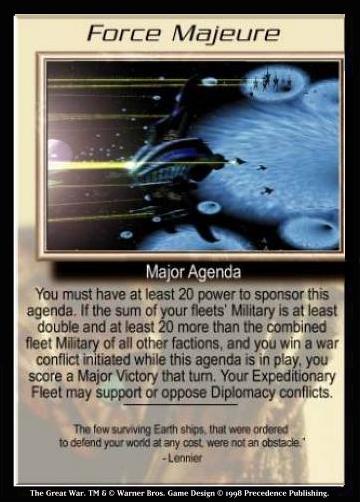 Force Majeure
Major Agenda
You must have at least 20 power to sponsor this
agenda. If the sum of your fleets' Military is at least
double and at least 20 more than the combined
fleet Military of all other factions, and you win a war
conflict initiated while this agenda is in play, you
score a Major Victory that turn. Your Expeditionary
Fleet may support or oppose Diplomacy conflicts.
The few surviving Earth ships, that were ordered
to defend your world at any cost, were not an obstacle."
- Lennier
The Great War. TM & © Warner Bros. Game Design © 1998 Precedence Publishing.